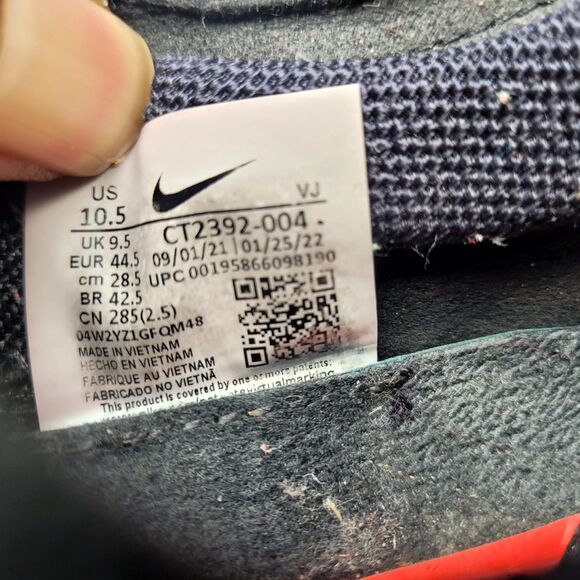 US VJ
10.5 CT2392-004
UK 9.5 09/01/21 01/25/22
EUR 44.5 UPC 00195866098190
cm 28.5
BR 42.5
CN 285(2.5)
04W2YZ1GFQM48
MADE IN VIETNAM
HECHO EN VIETNAM
FABRIQUE AU VIETNAM
FABRICADO NO VIETNÃ
This product is covered by one or more patents: